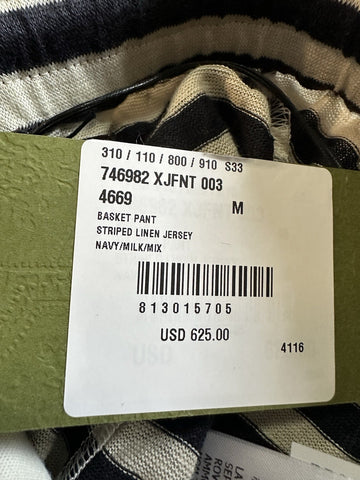 310 / 110 / 800 / 910 S33
746982 XJFNT 003
4669 M
BASKET PANT
STRIPED LINEN JERSEY
NAVY/MILK/MIX
813015705
USD 625.00
4116